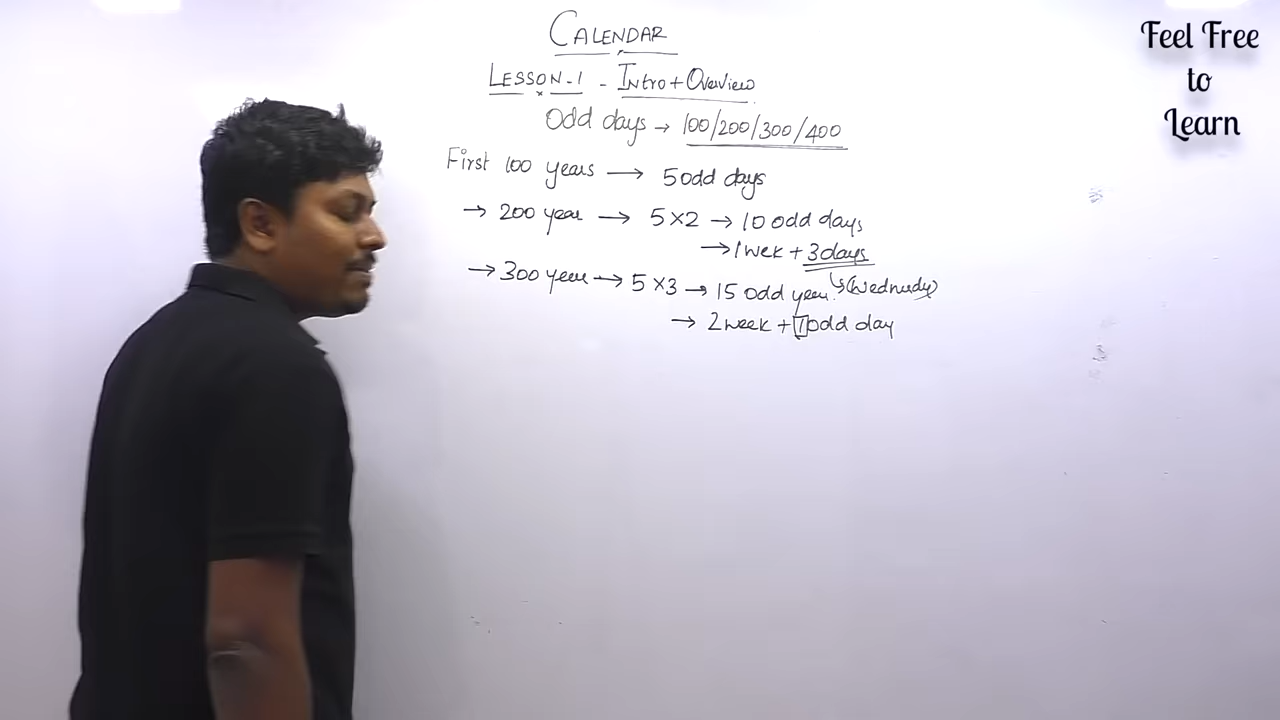 CALENDAR
LESSON-1 - Intro + Overview
Odd days → 100/200/300/400
First 100 years → 5 odd days
→ 200 year → 5 x 2 → 10 odd days
→ 1 wek + 3 days
↳ (Wednesday)
→ 300 year → 5 x 3 → 15 odd year.
→ 2 week + 1 odd day
Feel Free
to
Learn